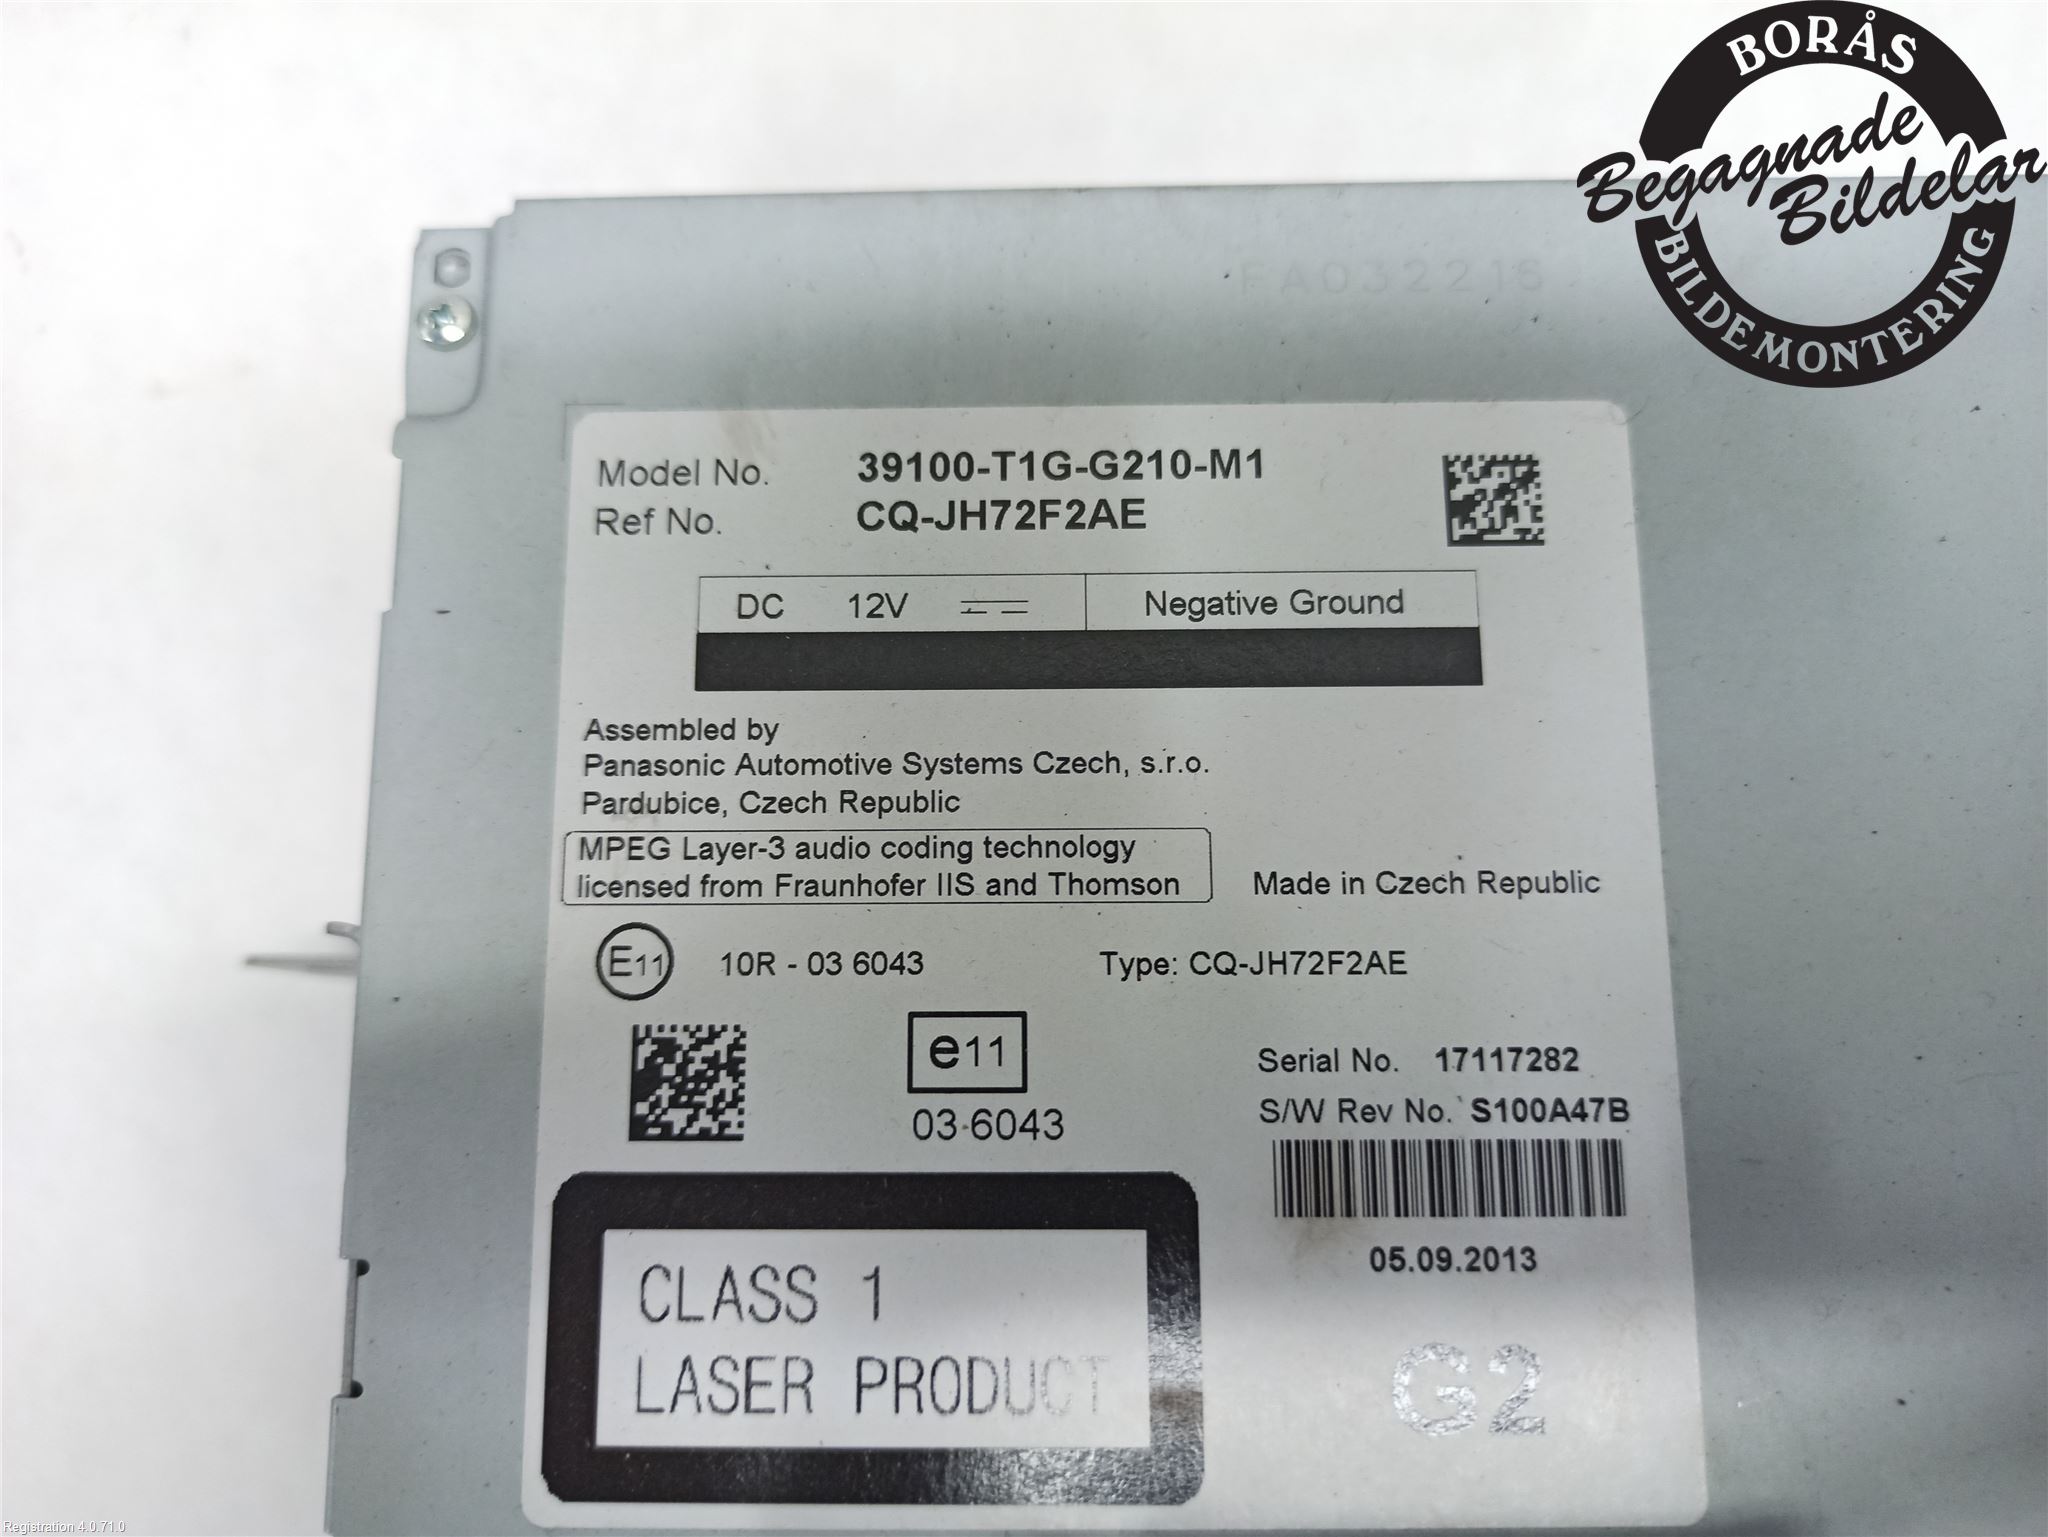 BORÅS
Begagnade
Bildelar
BILDEMONTERING
FA032216
Model No. 39100-T1G-G210-M1
Ref No. CQ-JH72F2AE
DC 12V Negative Ground
Assembled by
Panasonic Automotive Systems Czech, s.r.o.
Pardubice, Czech Republic
MPEG Layer-3 audio coding technology
licensed from Fraunhofer IIS and Thomson
Made in Czech Republic
E11 10R - 03 6043 Type: CQ-JH72F2AE
e11
03 6043
Serial No. 17117282
S/W Rev No. S100A47B
05.09.2013
CLASS 1
LASER PRODUCT
G2
Registration 4.0.71.0